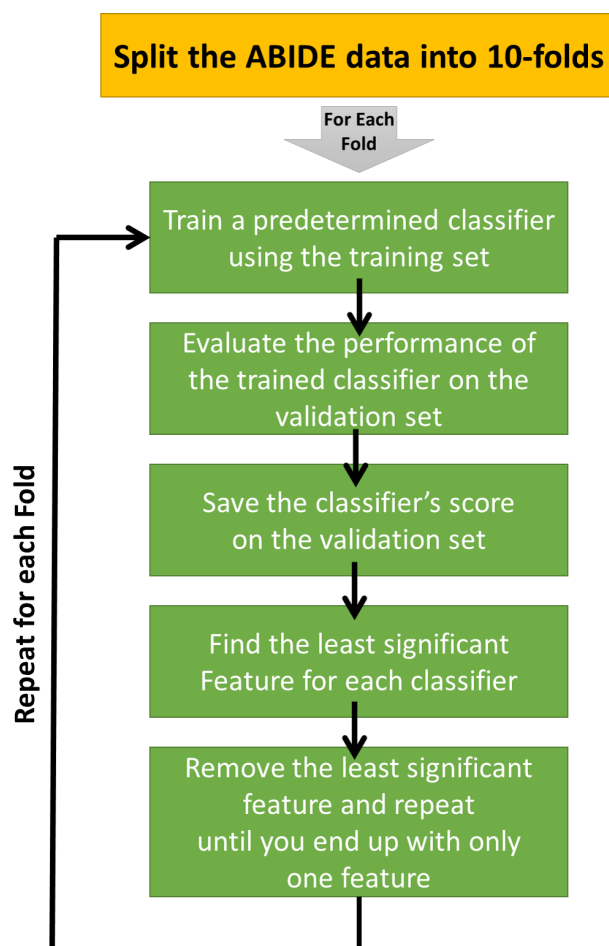 Split the ABIDE data into 10-folds
For Each
Fold
Train a predetermined classifier
using the training set
Evaluate the performance of
the trained classifier on the
validation set
Save the classifier’s score
on the validation set
Find the least significant
Feature for each classifier
Remove the least significant
feature and repeat
until you end up with only
one feature
Repeat for each Fold